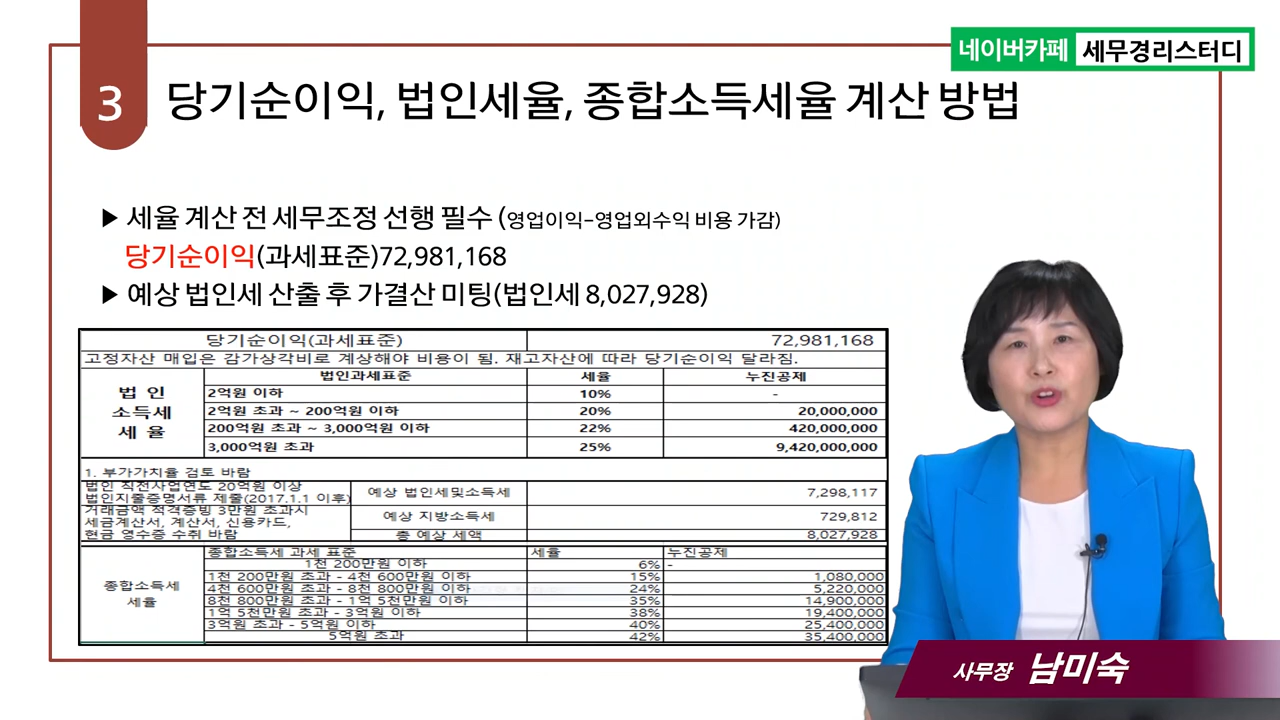 네이버카페 세무경리스터디
3 당기순이익, 법인세율, 종합소득세율 계산 방법
▶ 세율 계산 전 세무조정 선행 필수 (영업이익-영업외수익 비용 가감)
당기순이익(과세표준)72,981,168
▶ 예상 법인세 산출 후 가결산 미팅(법인세 8,027,928)
당기순이익(과세표준) 72,981,168
고정자산 매입은 감가상각비로 계상해야 비용이 됨. 재고자산에 따라 당기순이익 달라짐.
법인과세표준 세율 누진공제
법 인
소득세
세 율
2억원 이하 10% -
2억원 초과 ~ 200억원 이하 20% 20,000,000
200억원 초과 ~ 3,000억원 이하 22% 420,000,000
3,000억원 초과 25% 9,420,000,000
1. 부가가치율 검토 바람
법인 직전사업연도 20억원 이상
법인지출증명서류 제출(2017.1.1 이후)
예상 법인세및소득세 7,298,117
거래금액 적격증빙 3만원 초과시
세금계산서, 계산서, 신용카드,
현금 영수증 수취 바람
예상 지방소득세 729,812
총 예상 세액 8,027,928
종합소득세 과세 표준 세율 누진공제
종합소득세
세율
1천 200만원 이하 6% -
1천 200만원 초과 - 4천 600만원 이하 15% 1,080,000
4천 600만원 초과 - 8천 800만원 이하 24% 5,220,000
8천 800만원 초과 - 1억 5천만원 이하 35% 14,900,000
1억 5천만원 초과 - 3억원 이하 38% 19,400,000
3억원 초과 - 5억원 이하 40% 25,400,000
5억원 초과 42% 35,400,000
사무장 남미숙